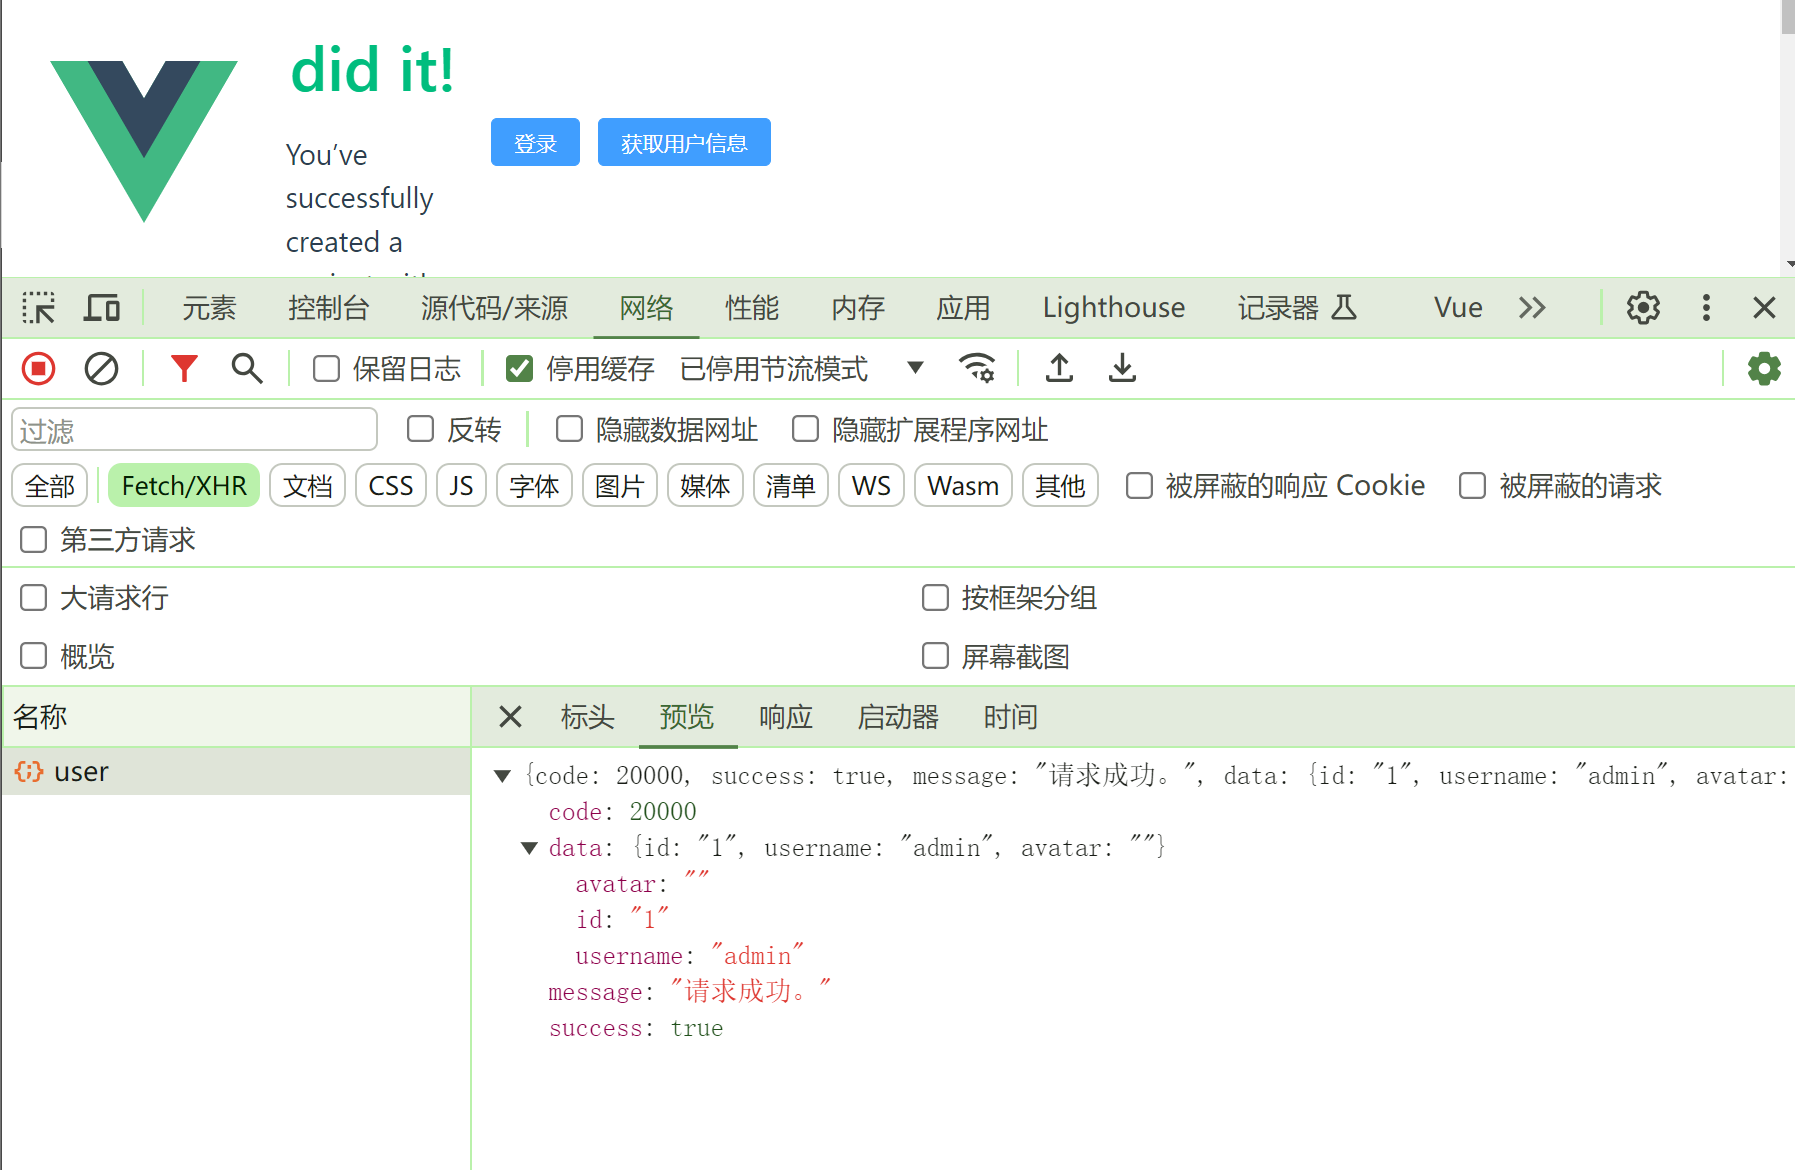 did it!
You’ve
successfully
created a
登录 获取用户信息
元素 控制台 源代码/来源 网络 性能 内存 应用 Lighthouse 记录器 Vue
保留日志 停用缓存 已停用节流模式
过滤 反转 隐藏数据网址 隐藏扩展程序网址
全部 Fetch/XHR 文档 CSS JS 字体 图片 媒体 清单 WS Wasm 其他 被屏蔽的响应 Cookie 被屏蔽的请求
第三方请求
大请求行 按框架分组
概览 屏幕截图
名称 标头 预览 响应 启动器 时间
user
{code: 20000, success: true, message: "请求成功。", data: {id: "1", username: "admin", avatar:
code: 20000
data: {id: "1", username: "admin", avatar: ""}
avatar: ""
id: "1"
username: "admin"
message: "请求成功。"
success: true